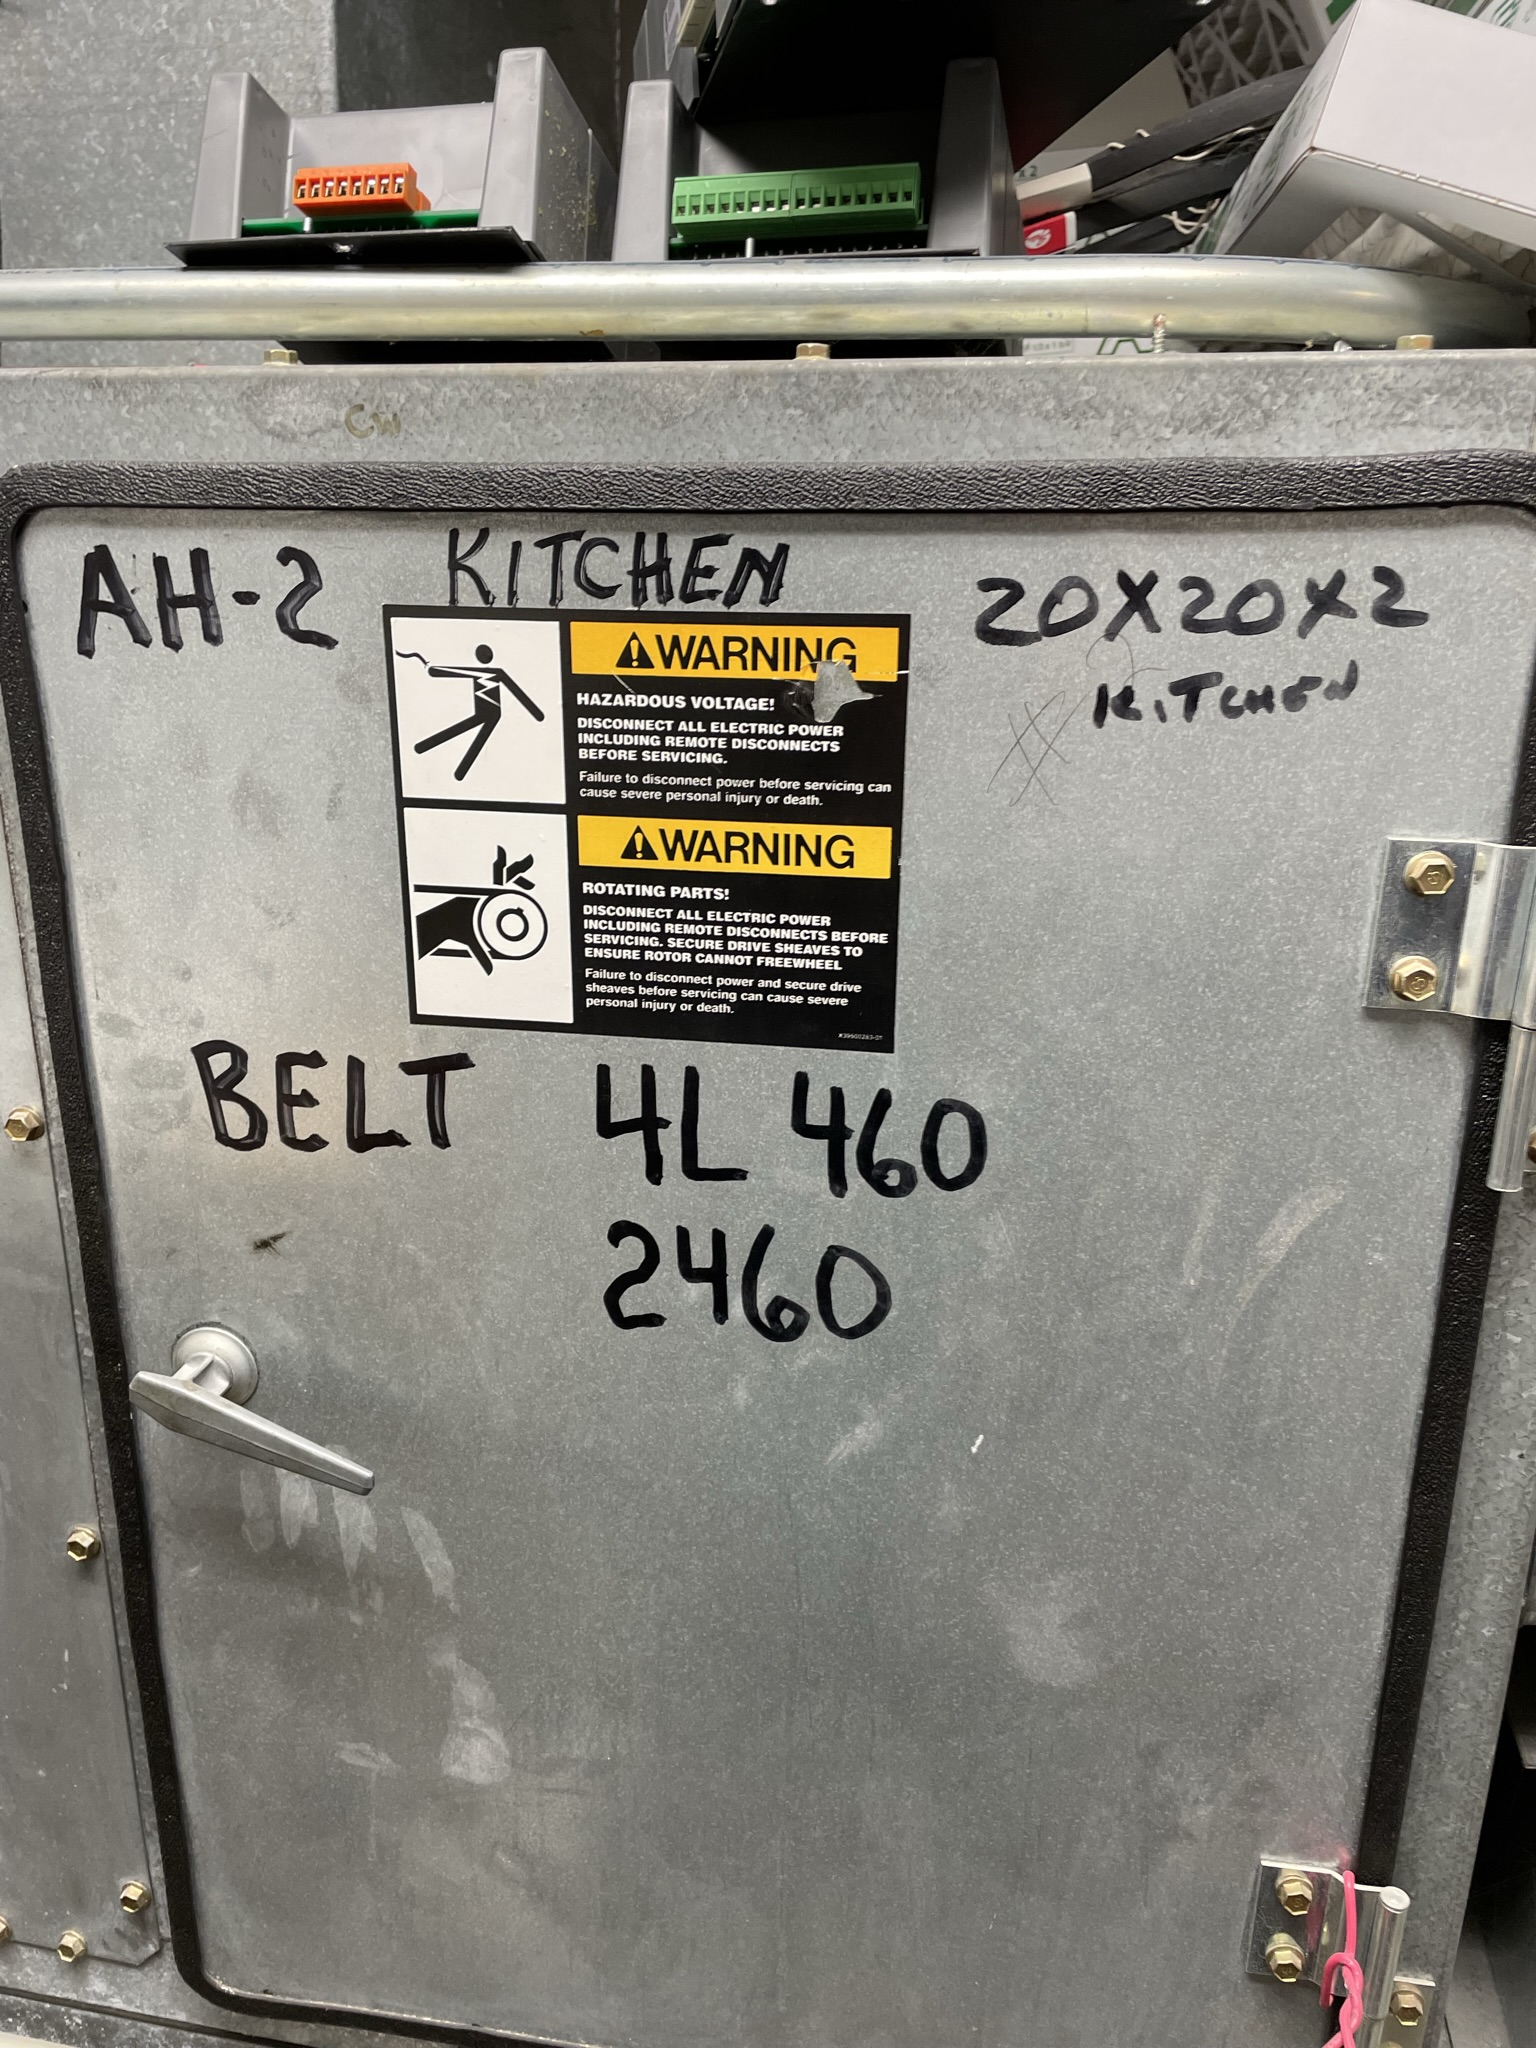 CW
AH-2
KITCHEN
20X20X2
KITCHEN
WARNING
HAZARDOUS VOLTAGE!
DISCONNECT ALL ELECTRIC POWER
INCLUDING REMOTE DISCONNECTS
BEFORE SERVICING.
Failure to disconnect power before servicing can
cause severe personal injury or death.
WARNING
ROTATING PARTS!
DISCONNECT ALL ELECTRIC POWER
INCLUDING REMOTE DISCONNECTS BEFORE
SERVICING. SECURE DRIVE SHEAVES TO
ENSURE ROTOR CANNOT FREEWHEEL
Failure to disconnect power and secure drive
sheaves before servicing can cause severe
personal injury or death.
BELT 4L 460
2460